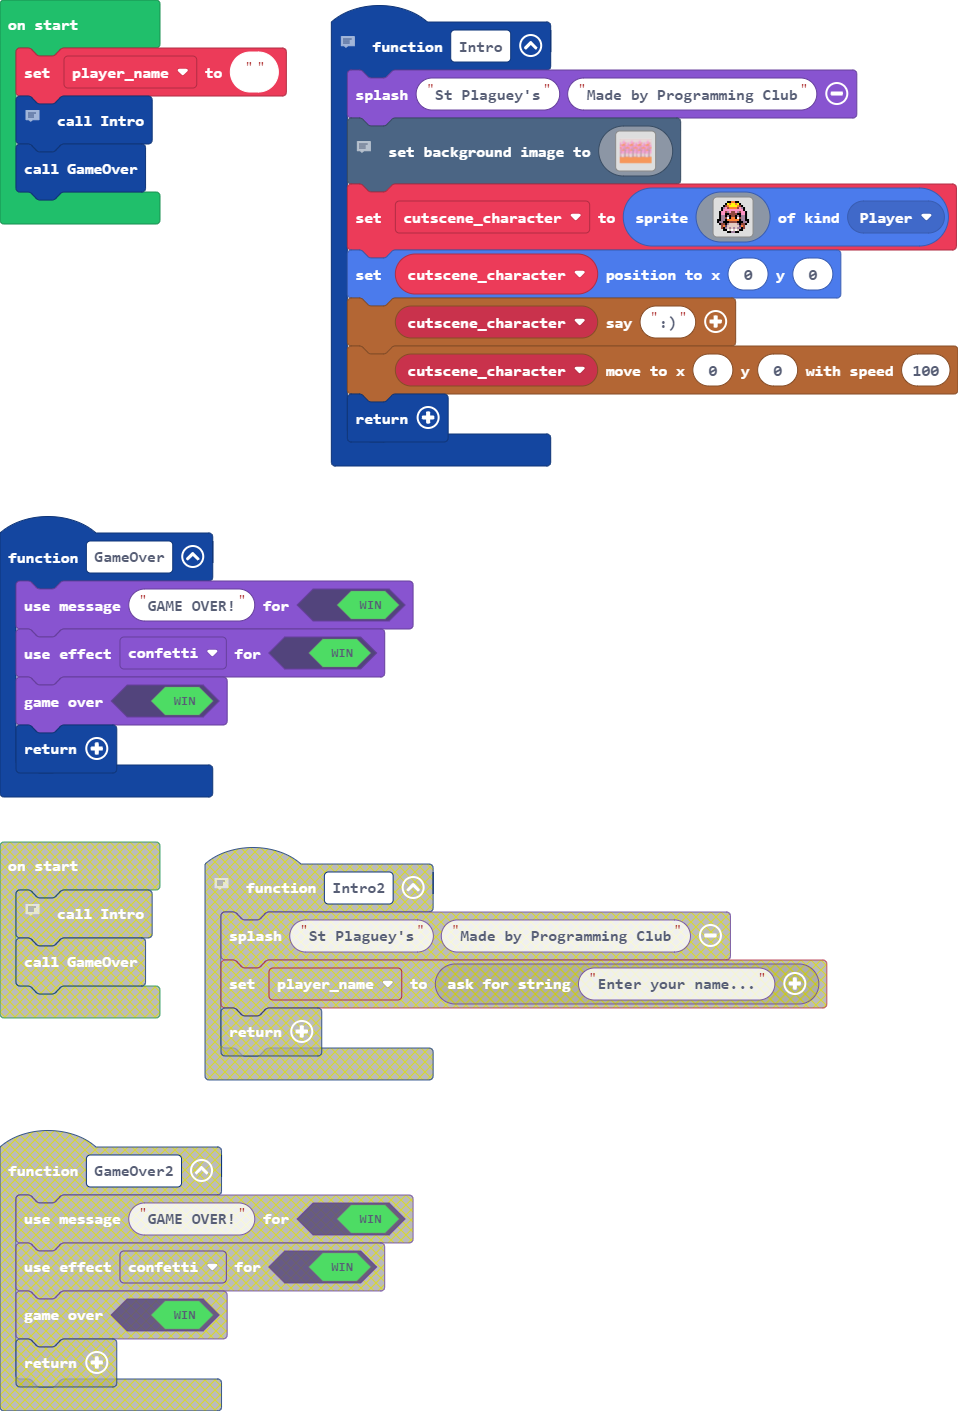 on start
set player_name to " "
call Intro
call GameOver
function Intro
splash "St Plaguey's" "Made by Programming Club"
set background image to
set cutscene_character to sprite of kind Player
set cutscene_character position to x 0 y 0
cutscene_character say ":)"
cutscene_character move to x 0 y 0 with speed 100
return
function GameOver
use message "GAME OVER!" for WIN
use effect confetti for WIN
game over WIN
return
on start
call Intro
call GameOver
function Intro2
splash "St Plaguey's" "Made by Programming Club"
set player_name to ask for string "Enter your name..."
return
function GameOver2
use message "GAME OVER!" for WIN
use effect confetti for WIN
game over WIN
return